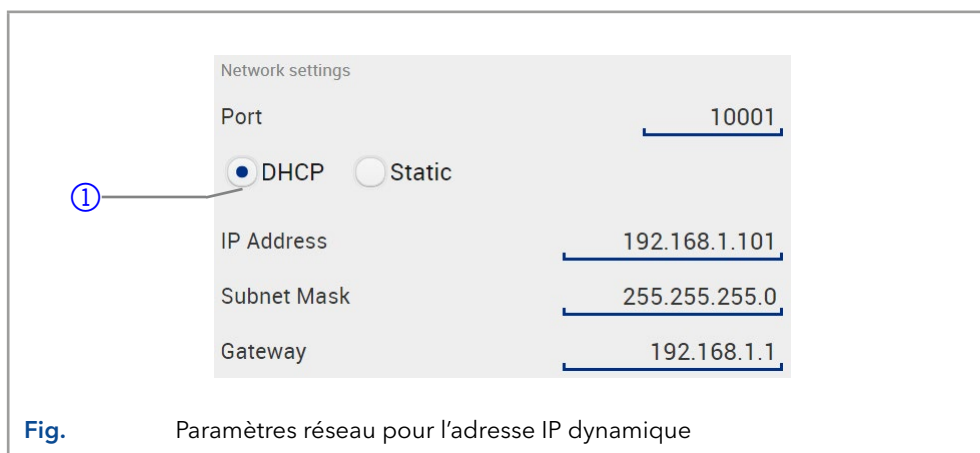 Network settings
Port 10001
DHCP Static
1
IP Address 192.168.1.101
Subnet Mask 255.255.255.0
Gateway 192.168.1.1
Fig. Paramètres réseau pour l'adresse IP dynamique